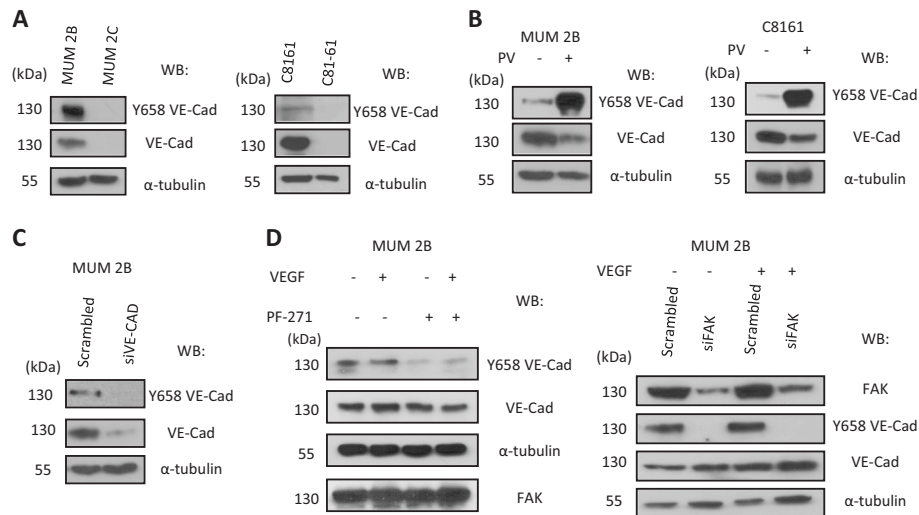 A
MUM 2B
MUM 2C
(kDa)
WB:
130
Y658 VE-Cad
130
VE-Cad
55
α-tubulin
C8161
C81-61
(kDa)
WB:
130
Y658 VE-Cad
130
VE-Cad
55
α-tubulin
B
MUM 2B
PV - +
(kDa)
WB:
130
Y658 VE-Cad
130
VE-Cad
55
α-tubulin
C8161
PV - +
(kDa)
WB:
130
Y658 VE-Cad
130
VE-Cad
55
α-tubulin
C
MUM 2B
Scrambled
siVE-CAD
(kDa)
WB:
130
Y658 VE-Cad
130
VE-Cad
55
α-tubulin
D
MUM 2B
VEGF - + - +
WB:
PF-271 - - + +
(kDa)
130
Y658 VE-Cad
130
VE-Cad
55
α-tubulin
130
FAK
MUM 2B
VEGF - - + +
Scrambled
siFAK
Scrambled
siFAK
(kDa)
WB:
130
FAK
130
Y658 VE-Cad
130
VE-Cad
55
α-tubulin